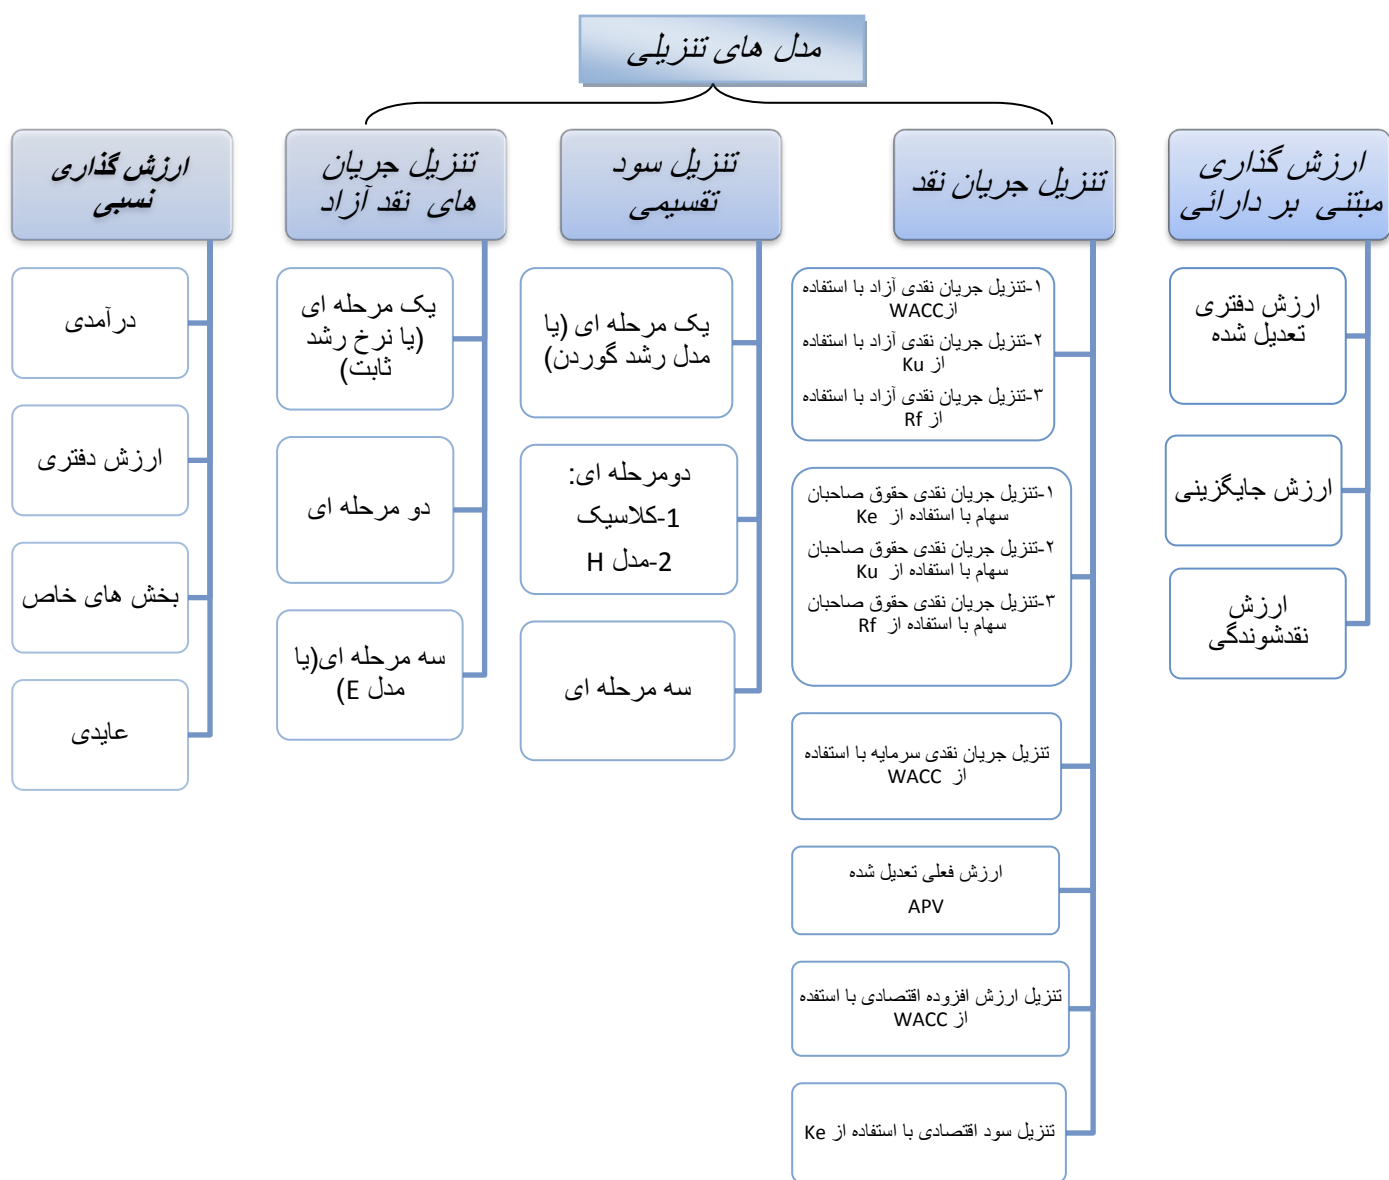 مدل های تنزیلی
ارزش گذاری
مبتنی بر دارائی
ارزش دفتری
تعدیل شده
ارزش جایگزینی
ارزش
نقدشوندگی
تنزیل جریان نقد
۱-تنزیل جریان نقدی آزاد با استفاده
ازWACC
۲-تنزیل جریان نقدی آزاد با استفاده
از Ku
۳-تنزیل جریان نقدی آزاد با استفاده
از Rf
۱-تنزیل جریان نقدی حقوق صاحبان
سهام با استفاده از Ke
۲-تنزیل جریان نقدی حقوق صاحبان
سهام با استفاده از Ku
۳-تنزیل جریان نقدی حقوق صاحبان
سهام با استفاده از Rf
تنزیل جریان نقدی سرمایه با استفاده
از WACC
ارزش فعلی تعدیل شده
APV
تنزیل ارزش افزوده اقتصادی با استفده
از WACC
تنزیل سود اقتصادی با استفاده از Ke
تنزیل سود
تقسیمی
یک مرحله ای (یا
مدل رشد گوردن)
دومرحله ای:
1-کلاسیک
2-مدل H
سه مرحله ای
تنزیل جریان
های نقد آزاد
یک مرحله ای
(یا نرخ رشد
ثابت)
دو مرحله ای
سه مرحله ای(یا
مدل E)
ارزش گذاری
نسبی
درآمدی
ارزش دفتری
بخش های خاص
عایدی